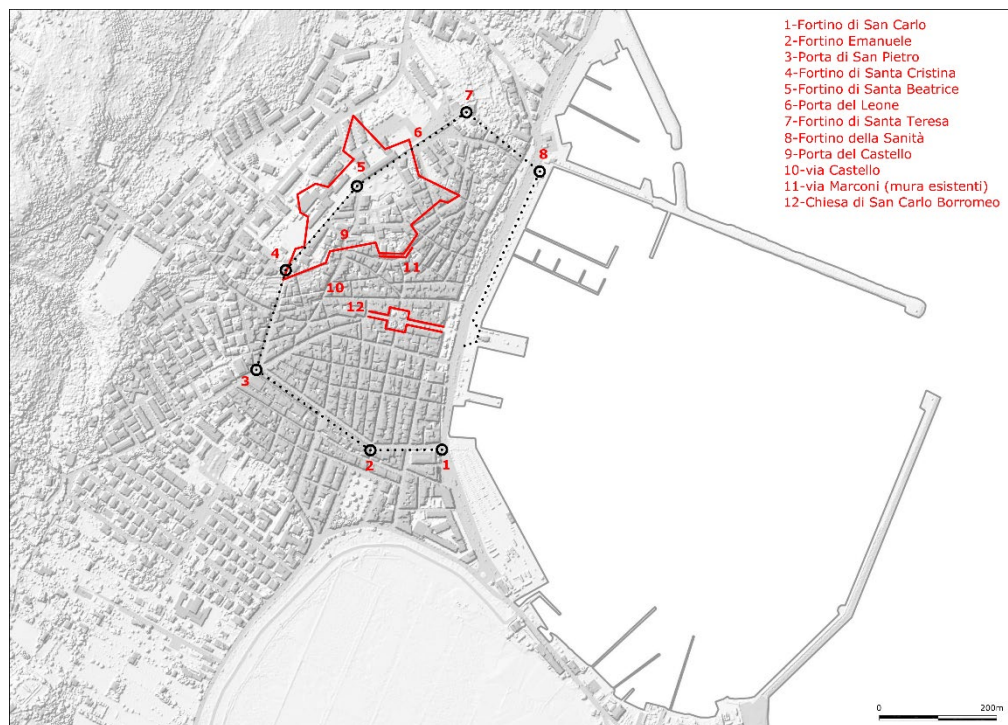 1-Fortino di San Carlo
2-Fortino Emanuele
3-Porta di San Pietro
4-Fortino di Santa Cristina
5-Fortino di Santa Beatrice
6-Porta del Leone
7-Fortino di Santa Teresa
8-Fortino della Sanità
9-Porta del Castello
10-via Castello
11-via Marconi (mura esistenti)
12-Chiesa di San Carlo Borromeo
7
6
8
5
9
4
11
10
12
3
2
1
0 200m